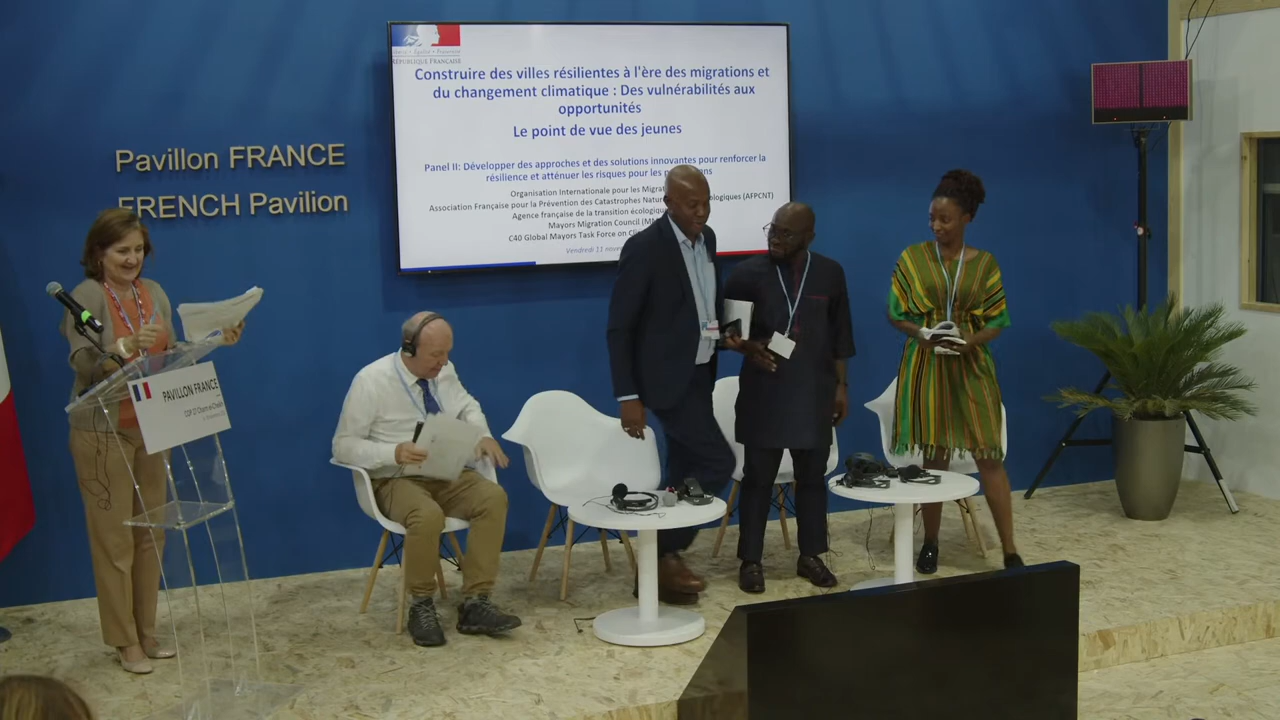 RÉPUBLIQUE FRANÇAISE
Construire des villes résilientes à l'ère des migrations et
du changement climatique : Des vulnérabilités aux
opportunités
Le point de vue des jeunes
Panel II: Développer des approches et des solutions innovantes pour renforcer la
résilience et atténuer les risques pour les
Organisation Internationale pour les
Association Française pour la Prévention des Catastrophes (AFPCNT)
Agence française de la transition
Mayors Migration Council
C40 Global Mayors Task Force on
Vendredi 11
Pavillon FRANCE
FRENCH Pavilion
PAVILLON FRANCE